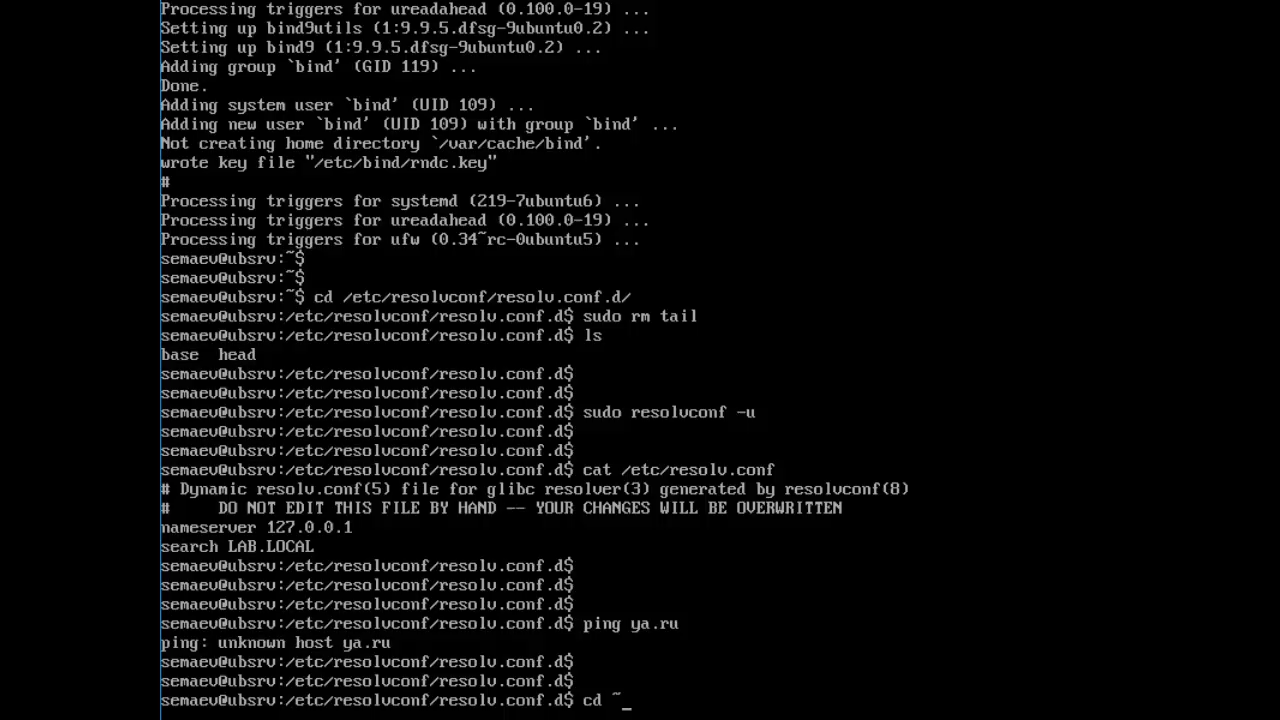 Processing triggers for ureadahead (0.100.0-19) ...
Setting up bind9utils (1:9.9.5.dfsg-9ubuntu0.2) ...
Setting up bind9 (1:9.9.5.dfsg-9ubuntu0.2) ...
Adding group `bind' (GID 119) ...
Done.
Adding system user `bind' (UID 109) ...
Adding new user `bind' (UID 109) with group `bind' ...
Not creating home directory `/var/cache/bind'.
wrote key file "/etc/bind/rndc.key"
#
Processing triggers for systemd (219-7ubuntu6) ...
Processing triggers for ureadahead (0.100.0-19) ...
Processing triggers for ufw (0.34~rc-0ubuntu5) ...
semaev@ubsrv:~$
semaev@ubsrv:~$
semaev@ubsrv:~$ cd /etc/resolvconf/resolv.conf.d/
semaev@ubsrv:/etc/resolvconf/resolv.conf.d$ sudo rm tail
semaev@ubsrv:/etc/resolvconf/resolv.conf.d$ ls
base  head
semaev@ubsrv:/etc/resolvconf/resolv.conf.d$
semaev@ubsrv:/etc/resolvconf/resolv.conf.d$
semaev@ubsrv:/etc/resolvconf/resolv.conf.d$ sudo resolvconf -u
semaev@ubsrv:/etc/resolvconf/resolv.conf.d$
semaev@ubsrv:/etc/resolvconf/resolv.conf.d$
semaev@ubsrv:/etc/resolvconf/resolv.conf.d$ cat /etc/resolv.conf
# Dynamic resolv.conf(5) file for glibc resolver(3) generated by resolvconf(8)
#     DO NOT EDIT THIS FILE BY HAND -- YOUR CHANGES WILL BE OVERWRITTEN
nameserver 127.0.0.1
search LAB.LOCAL
semaev@ubsrv:/etc/resolvconf/resolv.conf.d$
semaev@ubsrv:/etc/resolvconf/resolv.conf.d$
semaev@ubsrv:/etc/resolvconf/resolv.conf.d$
semaev@ubsrv:/etc/resolvconf/resolv.conf.d$ ping ya.ru
ping: unknown host ya.ru
semaev@ubsrv:/etc/resolvconf/resolv.conf.d$
semaev@ubsrv:/etc/resolvconf/resolv.conf.d$
semaev@ubsrv:/etc/resolvconf/resolv.conf.d$ cd ~_